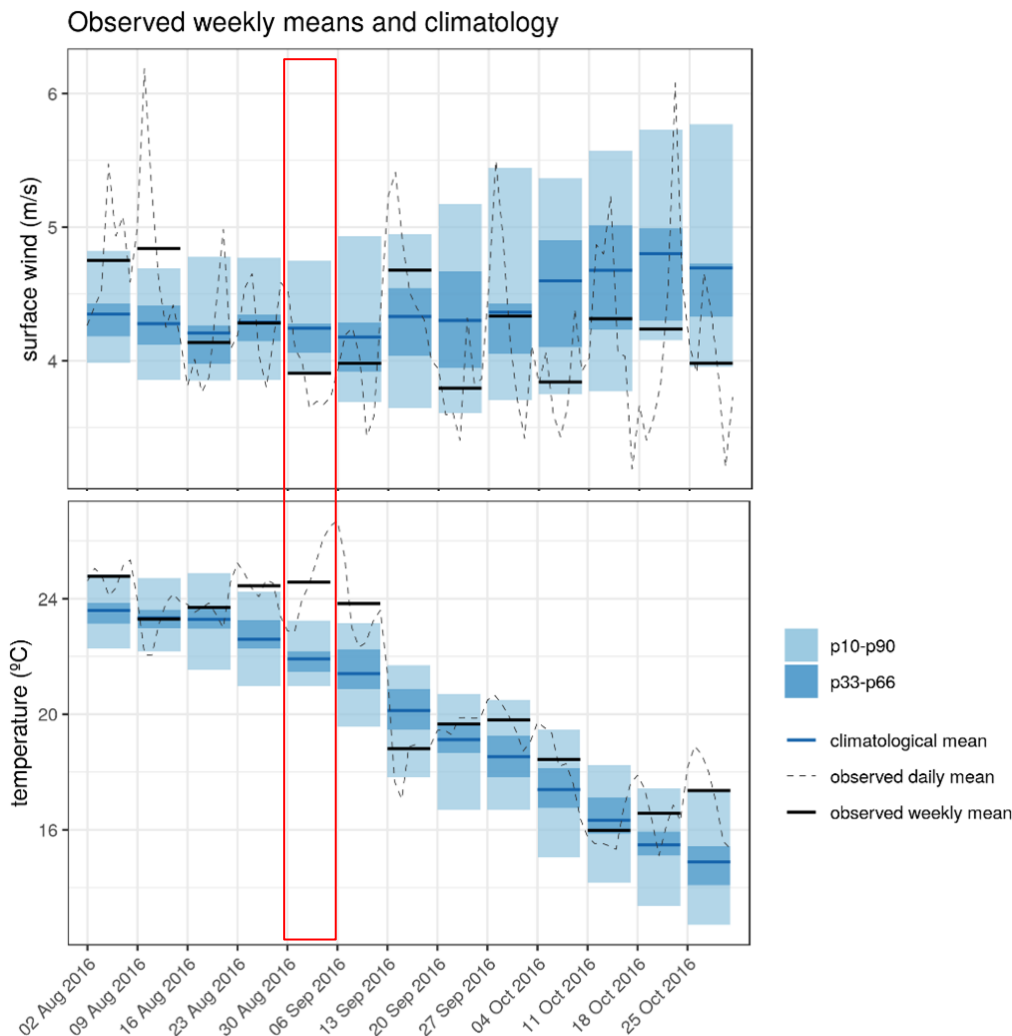 Observed weekly means and climatology
surface wind (m/s)
6
5
4
temperature (ºC)
24
20
16
02 Aug 2016
09 Aug 2016
16 Aug 2016
23 Aug 2016
30 Aug 2016
06 Sep 2016
13 Sep 2016
20 Sep 2016
27 Sep 2016
04 Oct 2016
11 Oct 2016
18 Oct 2016
25 Oct 2016
p10-p90
p33-p66
climatological mean
observed daily mean
observed weekly mean